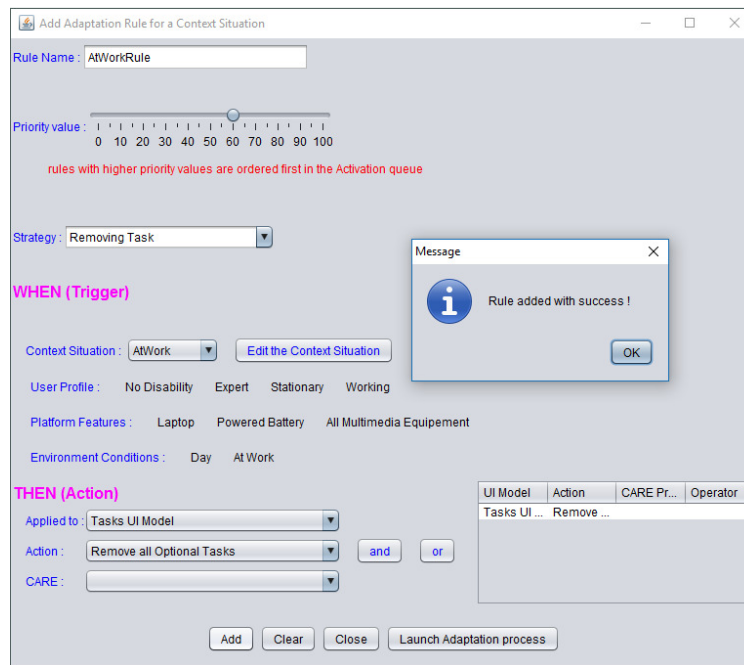 Add Adaptation Rule for a Context Situation
Rule Name : AtWorkRule
Priority value :
0 10 20 30 40 50 60 70 80 90 100
rules with higher priority values are ordered first in the Activation queue
Strategy : Removing Task
Message
Rule added with success !
OK
WHEN (Trigger)
Context Situation : AtWork Edit the Context Situation
User Profile : No Disability Expert Stationary Working
Platform Features : Laptop Powered Battery All Multimedia Equipement
Environment Conditions : Day At Work
THEN (Action)
Applied to : Tasks UI Model
Action : Remove all Optional Tasks and or
CARE :
UI Model Action CARE Pr... Operator
Tasks UI ... Remove ...
Add Clear Close Launch Adaptation process